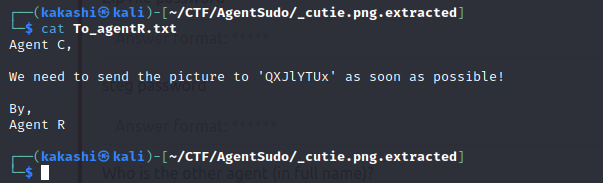 ┌──(kakashi㉿kali)-[~/CTF/AgentSudo/_cutie.png.extracted]
└─$ cat To_agentR.txt
Agent C,
We need to send the picture to 'QXJlYTUx' as soon as possible!
steg password
By,
Answer format: ******
Agent R
┌──(kakashi㉿kali)-[~/CTF/AgentSudo/_cutie.png.extracted]
└─$
Who is the other agent (in full name)?